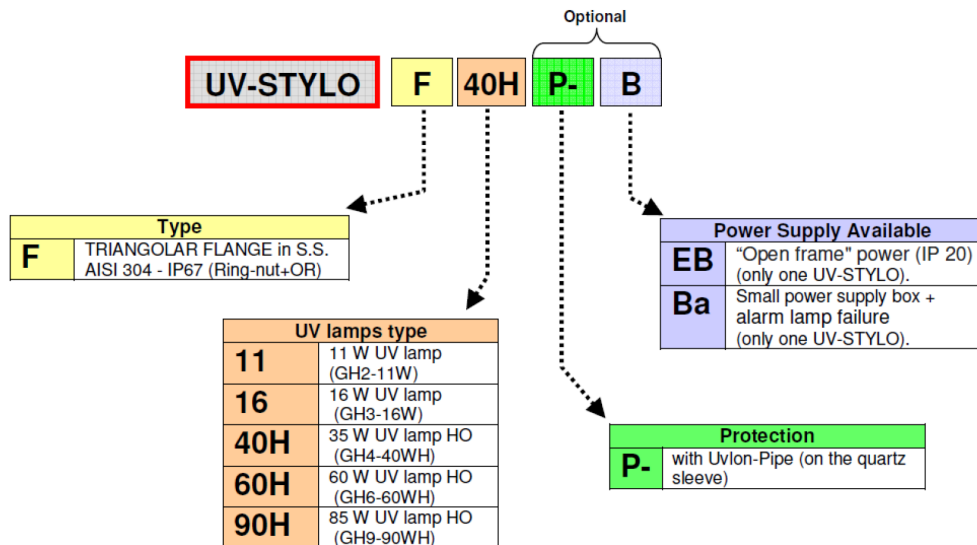 Optional
UV-STYLO F 40H P- B
Type
F TRIANGOLAR FLANGE in S.S.
AISI 304 - IP67 (Ring-nut+OR)
Power Supply Available
EB "Open frame" power (IP 20)
(only one UV-STYLO).
Ba Small power supply box +
alarm lamp failure
(only one UV-STYLO).
UV lamps type
11 11 W UV lamp
(GH2-11W)
16 16 W UV lamp
(GH3-16W)
40H 35 W UV lamp HO
(GH4-40WH)
60H 60 W UV lamp HO
(GH6-60WH)
90H 85 W UV lamp HO
(GH9-90WH)
Protection
P- with Uvlon-Pipe (on the quartz
sleeve)